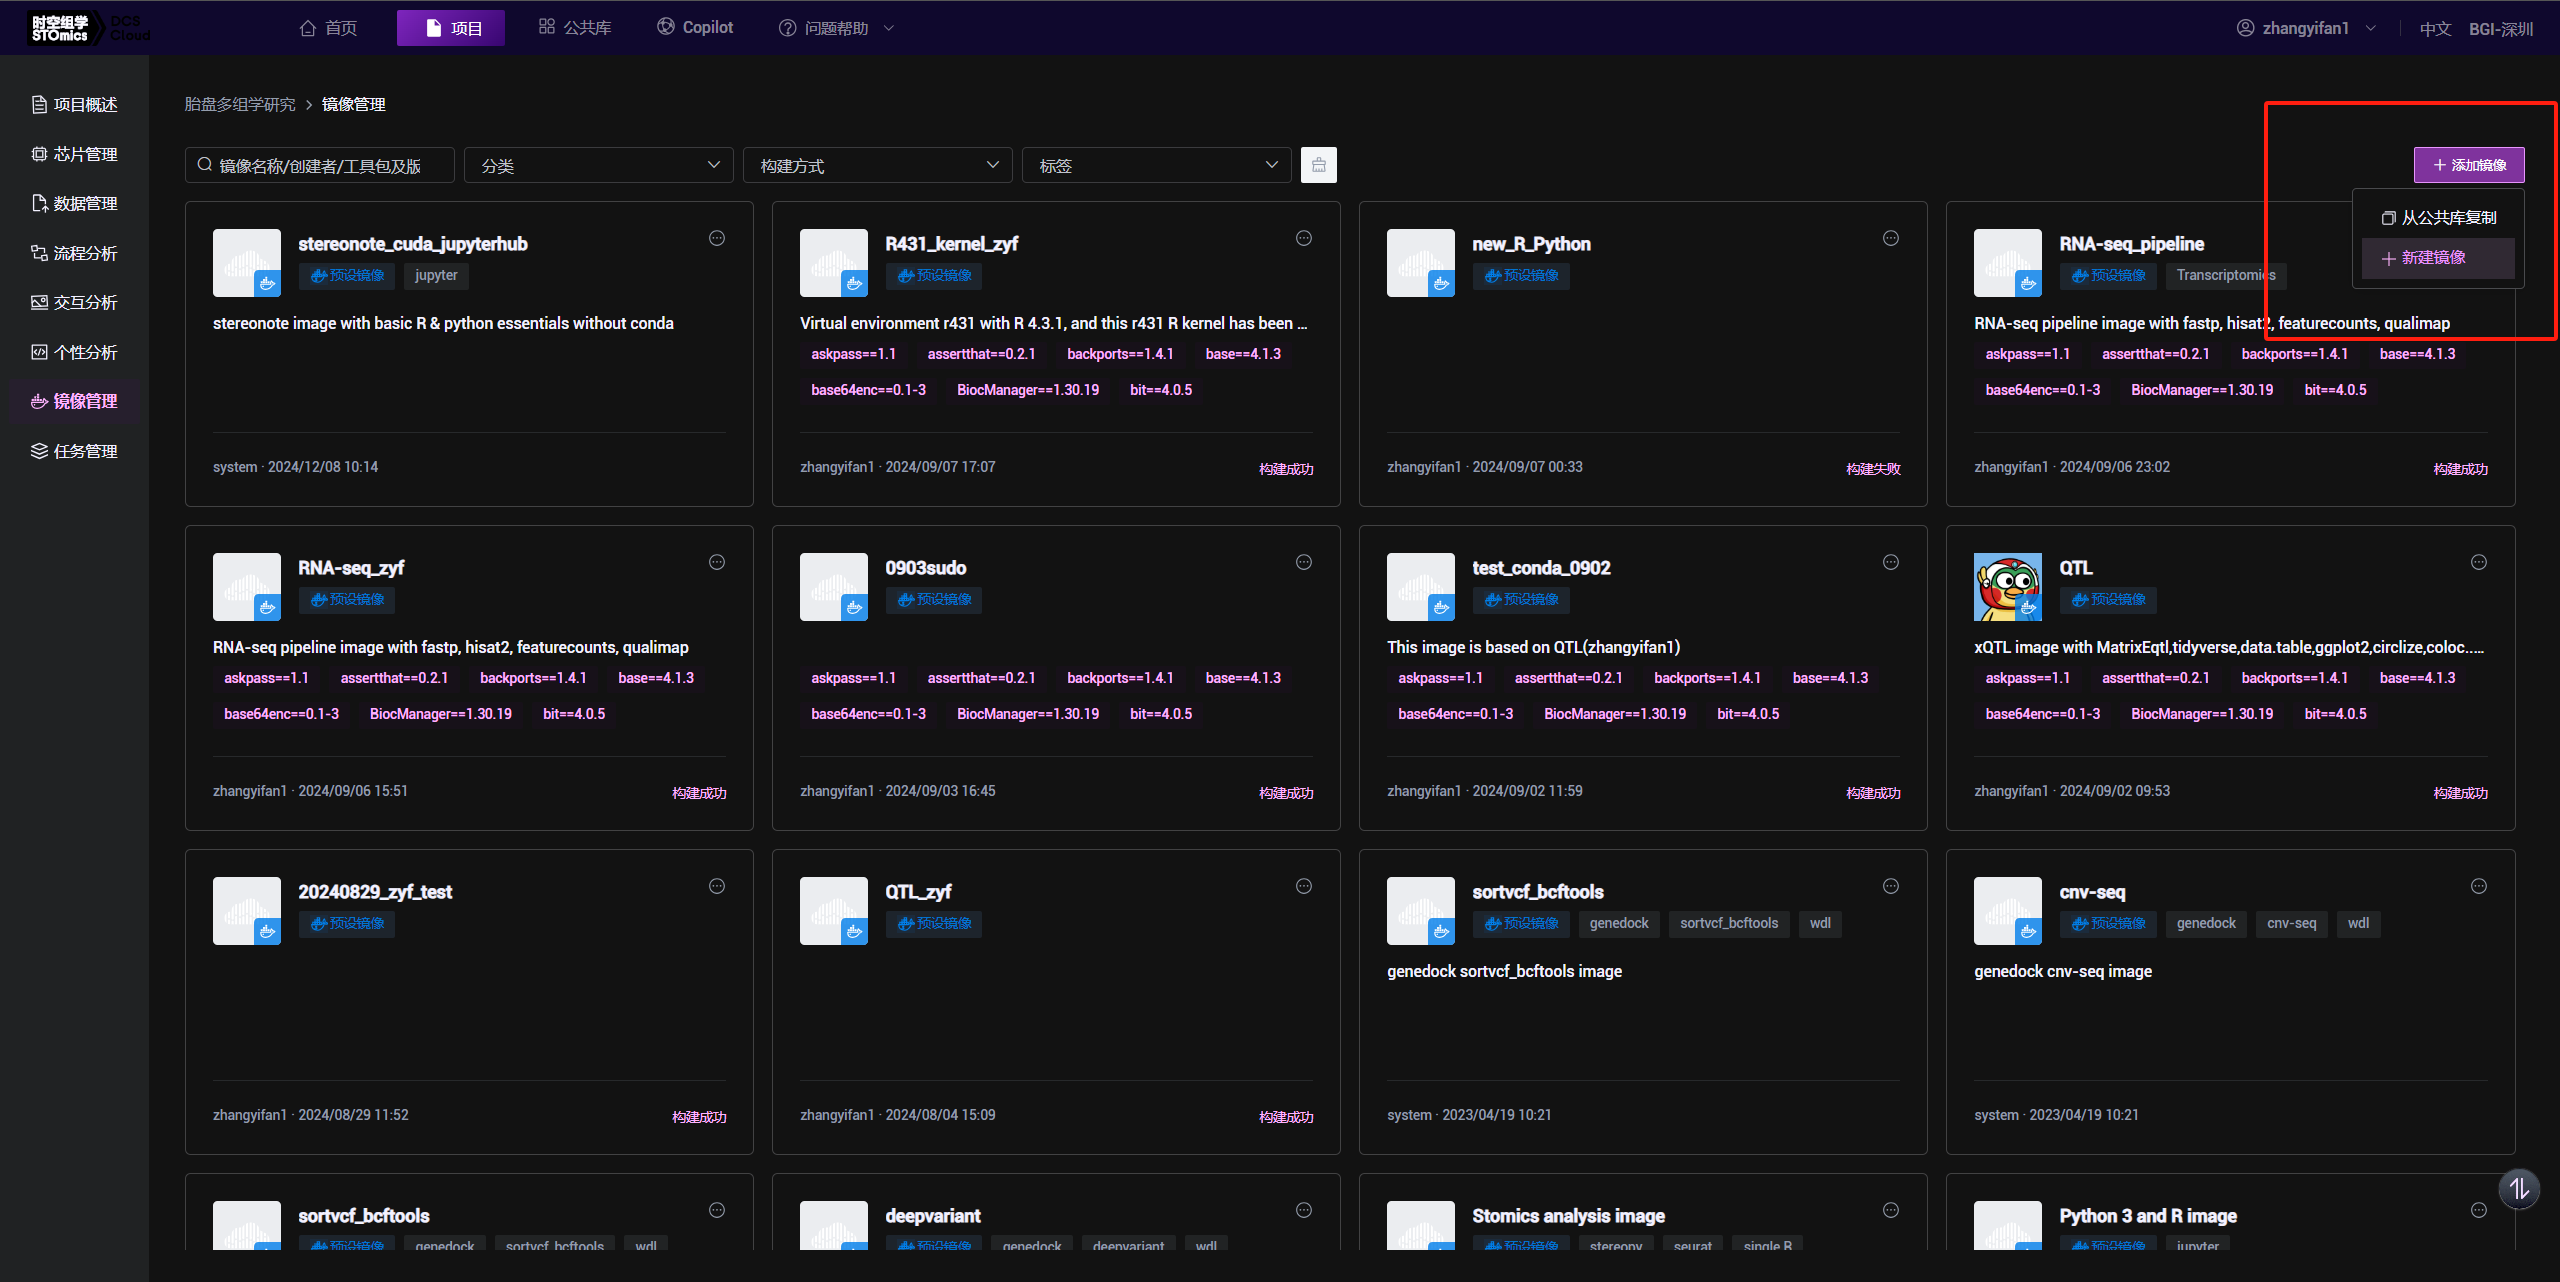 时空组学
STOmics
DCS
Cloud
首页
项目
公共库
Copilot
问题帮助
zhangyifan1
中文
BGI-深圳
项目概述
芯片管理
数据管理
流程分析
交互分析
个性分析
镜像管理
任务管理
胎盘多组学研究 > 镜像管理
镜像名称/创建者/工具包及版
分类
构建方式
标签
添加镜像
从公共库复制
新建镜像
stereonote_cuda_jupyterhub
预设镜像 jupyter
stereonote image with basic R & python essentials without conda
system · 2024/12/08 10:14
R431_kernel_zyf
预设镜像
Virtual environment r431 with R 4.3.1, and this r431 R kernel has been ...
askpass==1.1 assertthat==0.2.1 backports==1.4.1 base==4.1.3
base64enc==0.1-3 BiocManager==1.30.19 bit==4.0.5
zhangyifan1 · 2024/09/07 17:07 构建成功
new_R_Python
预设镜像
zhangyifan1 · 2024/09/07 00:33 构建失败
RNA-seq_pipeline
预设镜像 Transcriptomics
RNA-seq pipeline image with fastp, hisat2, featurecounts, qualimap
askpass==1.1 assertthat==0.2.1 backports==1.4.1 base==4.1.3
base64enc==0.1-3 BiocManager==1.30.19 bit==4.0.5
zhangyifan1 · 2024/09/06 23:02 构建成功
RNA-seq_zyf
预设镜像
RNA-seq pipeline image with fastp, hisat2, featurecounts, qualimap
askpass==1.1 assertthat==0.2.1 backports==1.4.1 base==4.1.3
base64enc==0.1-3 BiocManager==1.30.19 bit==4.0.5
zhangyifan1 · 2024/09/06 15:51 构建成功
0903sudo
预设镜像
askpass==1.1 assertthat==0.2.1 backports==1.4.1 base==4.1.3
base64enc==0.1-3 BiocManager==1.30.19 bit==4.0.5
zhangyifan1 · 2024/09/03 16:45 构建成功
test_conda_0902
预设镜像
This image is based on QTL(zhangyifan1)
askpass==1.1 assertthat==0.2.1 backports==1.4.1 base==4.1.3
base64enc==0.1-3 BiocManager==1.30.19 bit==4.0.5
zhangyifan1 · 2024/09/02 11:59 构建成功
QTL
预设镜像
xQTL image with MatrixEqtl,tidyverse,data.table,ggplot2,circlize,coloc.....
askpass==1.1 assertthat==0.2.1 backports==1.4.1 base==4.1.3
base64enc==0.1-3 BiocManager==1.30.19 bit==4.0.5
zhangyifan1 · 2024/09/02 09:53 构建成功
20240829_zyf_test
预设镜像
zhangyifan1 · 2024/08/29 11:52 构建成功
QTL_zyf
预设镜像
zhangyifan1 · 2024/08/04 15:09 构建成功
sortvcf_bcftools
预设镜像 genedock sortvcf_bcftools wdl
genedock sortvcf_bcftools image
system · 2023/04/19 10:21
cnv-seq
预设镜像 genedock cnv-seq wdl
genedock cnv-seq image
system · 2023/04/19 10:21
sortvcf_bcftools
预设镜像 genedock sortvcf_bcftools wdl
deepvariant
预设镜像 genedock deepvariant wdl
Stomics analysis image
预设镜像 stereopy seurat single R
Python 3 and R image
预设镜像 jupyter